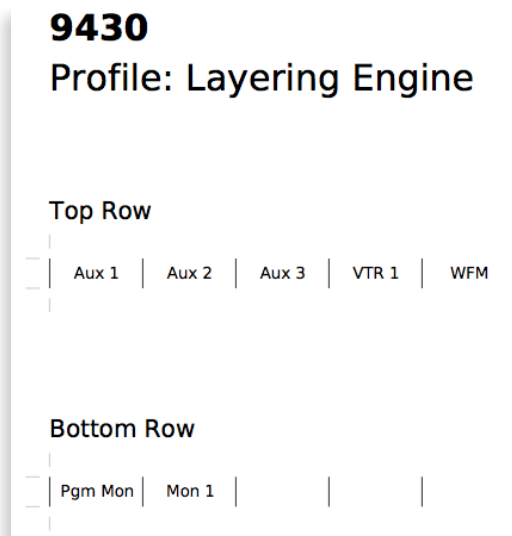 9430
Profile: Layering Engine
Top Row
Aux 1 Aux 2 Aux 3 VTR 1 WFM
Bottom Row
Pgm Mon Mon 1